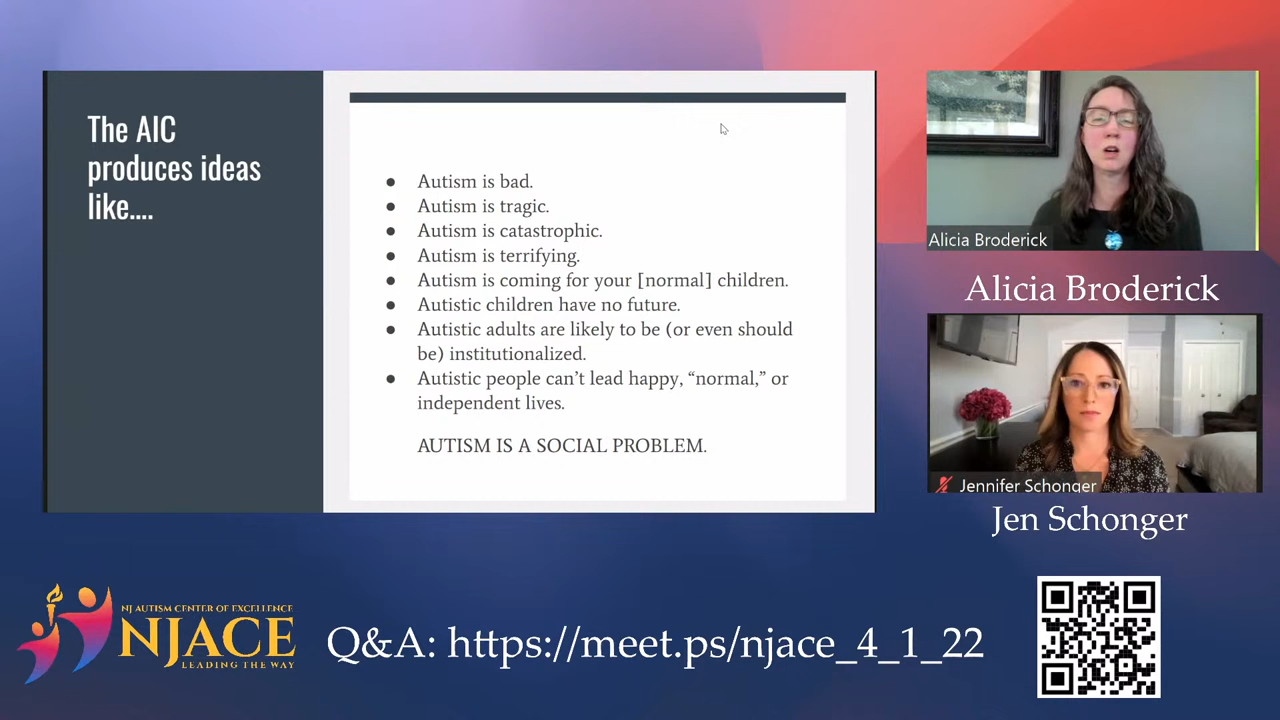 The AIC
produces ideas
like....
● Autism is bad.
● Autism is tragic.
● Autism is catastrophic.
● Autism is terrifying.
● Autism is coming for your [normal] children.
● Autistic children have no future.
● Autistic adults are likely to be (or even should
be) institutionalized.
● Autistic people can’t lead happy, “normal,” or
independent lives.
AUTISM IS A SOCIAL PROBLEM.
Alicia Broderick
Alicia Broderick
Jennifer Schonger
Jen Schonger
NJ AUTISM CENTER OF EXCELLENCE
NJACE
LEADING THE WAY
Q&A: https://meet.ps/njace_4_1_22